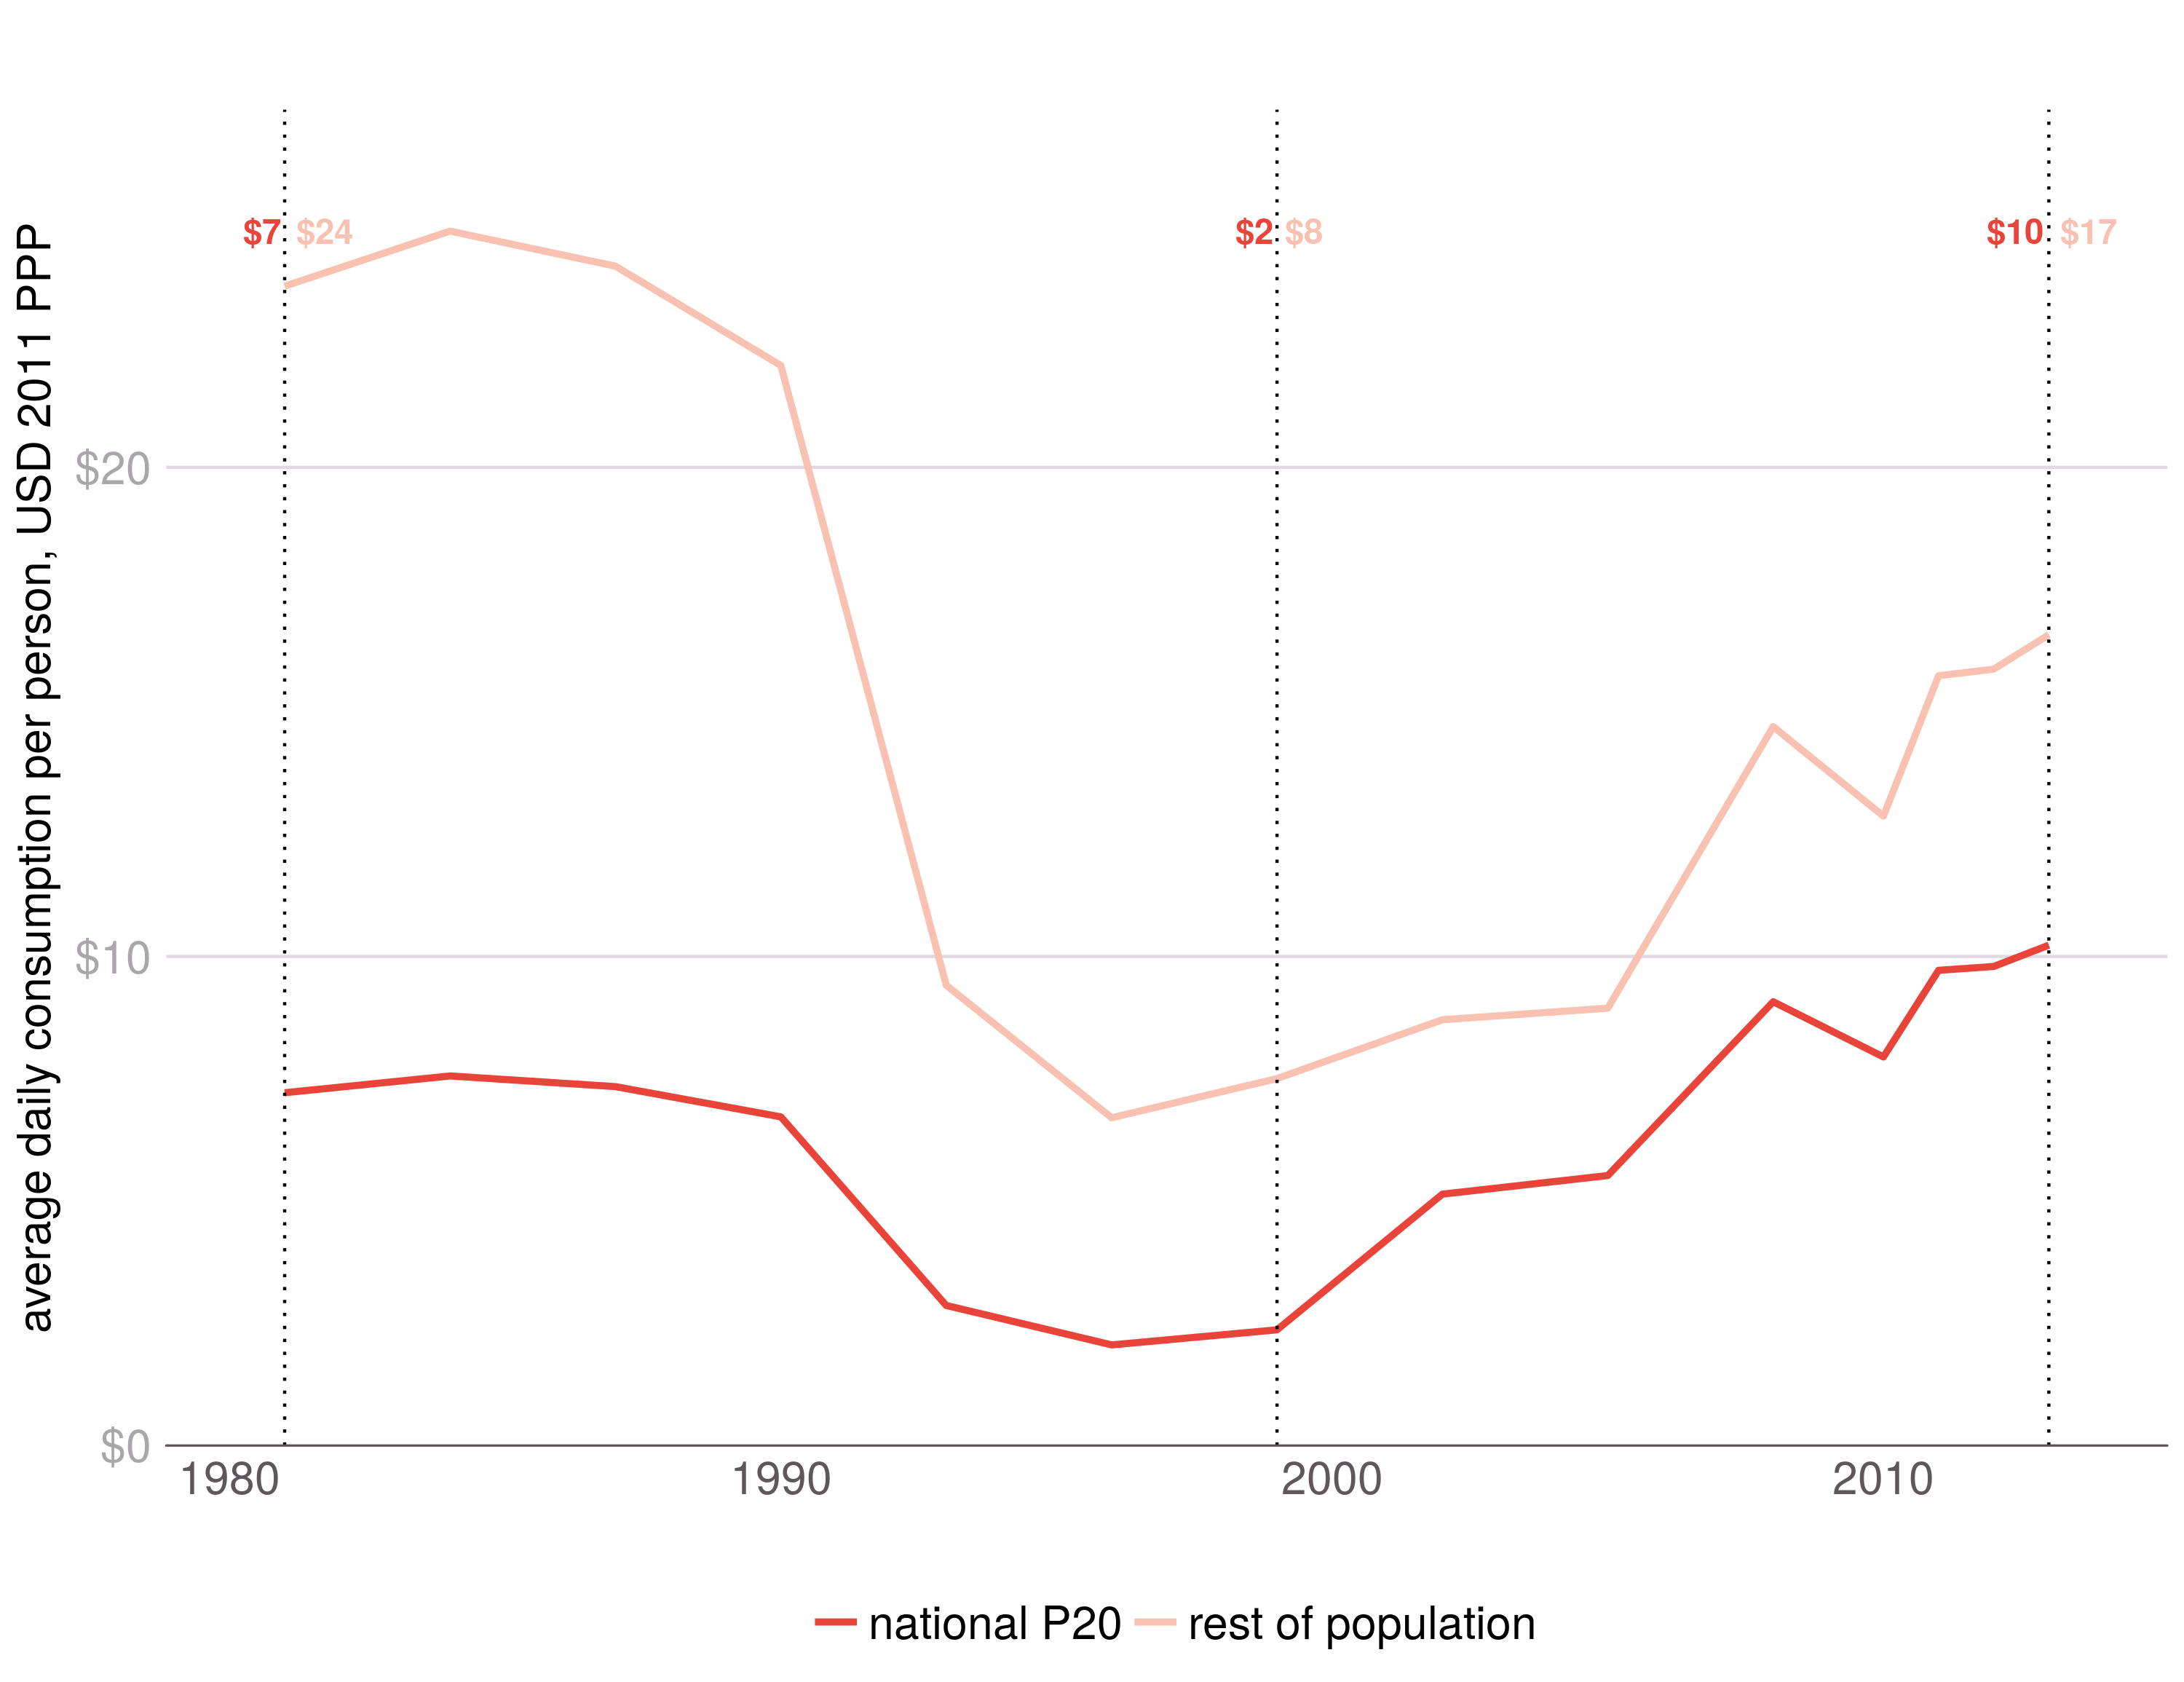 average daily consumption per person, USD 2011 PPP
$7 $24
$2 $8
$10 $17
$20
$10
$0
1980 1990 2000 2010
national P20 rest of population